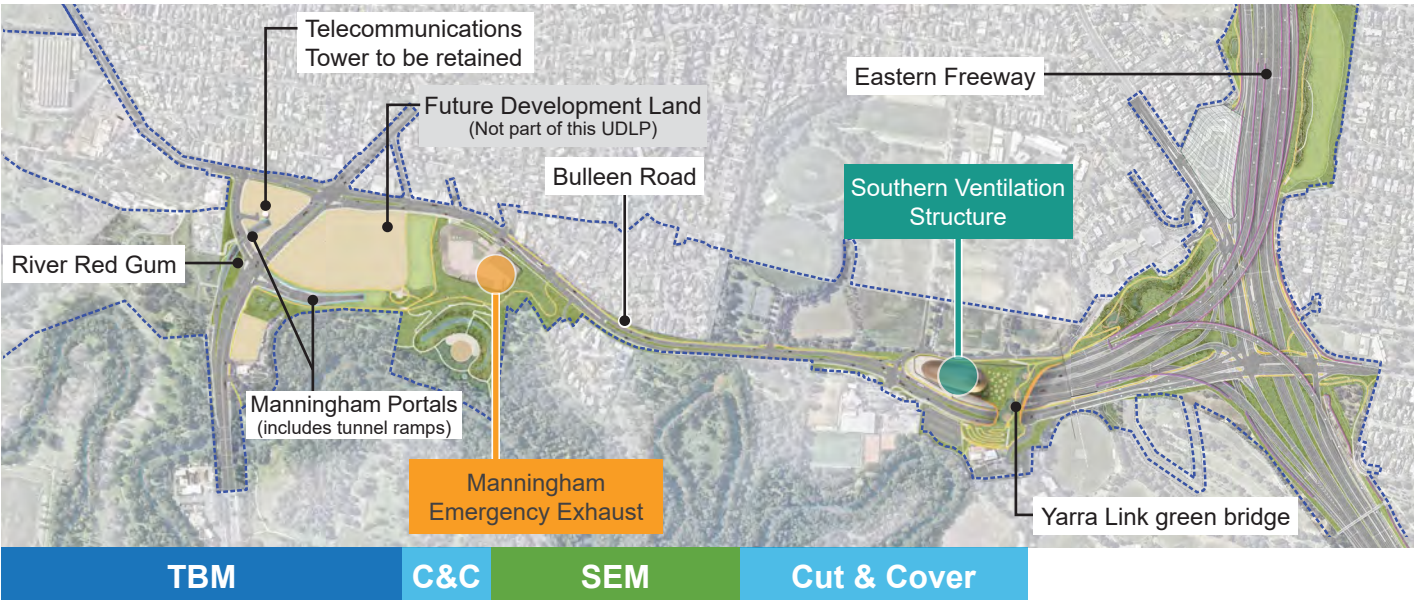 Telecommunications
Tower to be retained
Future Development Land
(Not part of this UDLP)
Eastern Freeway
Bulleen Road
Southern Ventilation
Structure
River Red Gum
Manningham Portals
(includes tunnel ramps)
Manningham
Emergency Exhaust
Yarra Link green bridge
TBM
C&C
SEM
Cut & Cover